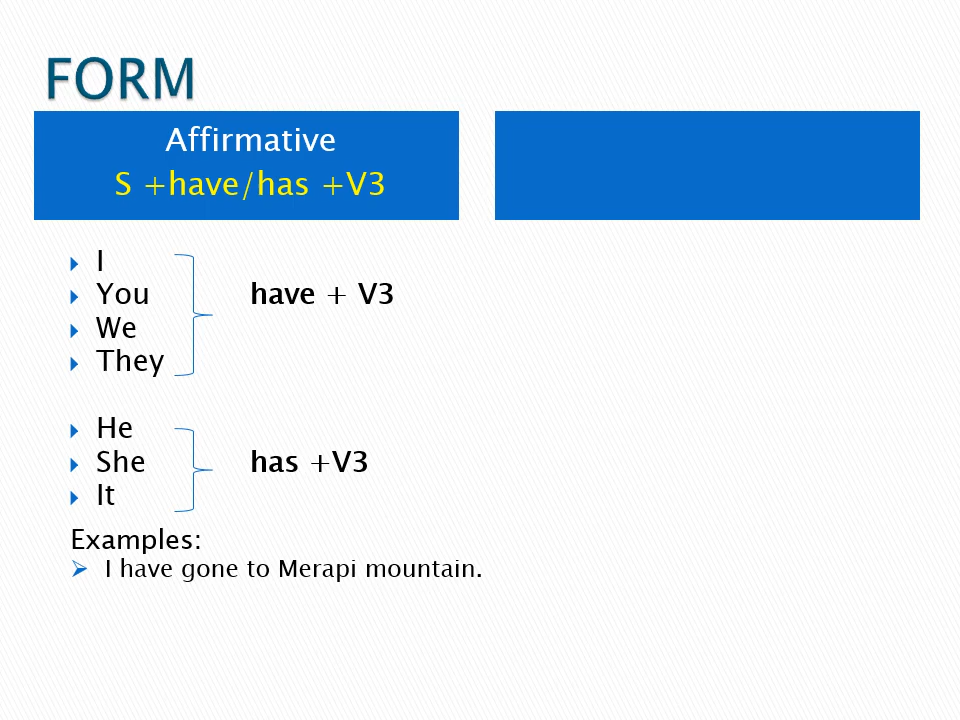 FORM
Affirmative
S +have/has +V3
I
You have + V3
We
They
He
She has +V3
It
Examples:
I have gone to Merapi mountain.